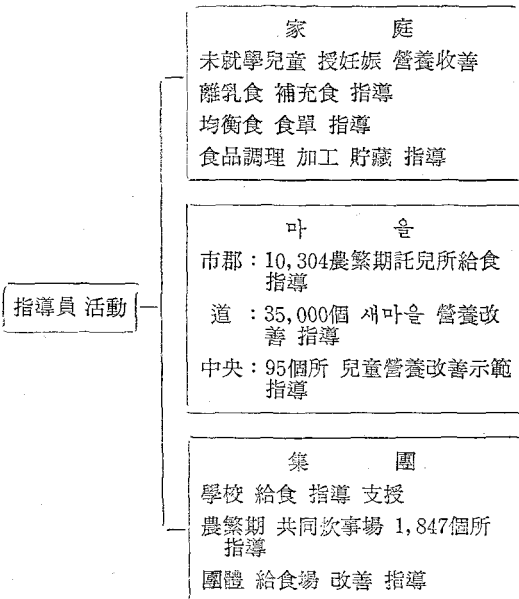 家 庭
未就學兒童 授妊娠 營養收善
離乳食 補充食 指導
均衡食 食單 指導
食品調理 加工 貯藏 指導
마 을
市郡 : 10,304農繁期託兒所給食
指導
指導員 活動
道 : 35,000個 새마을 營養改
善 指導
中央 : 95個所 兒童營養改善示範
指導
集 團
學校 給食 指導 支授
農繁期 共同炊事場 1,847個所
指導
團體 給食場 改善 指導